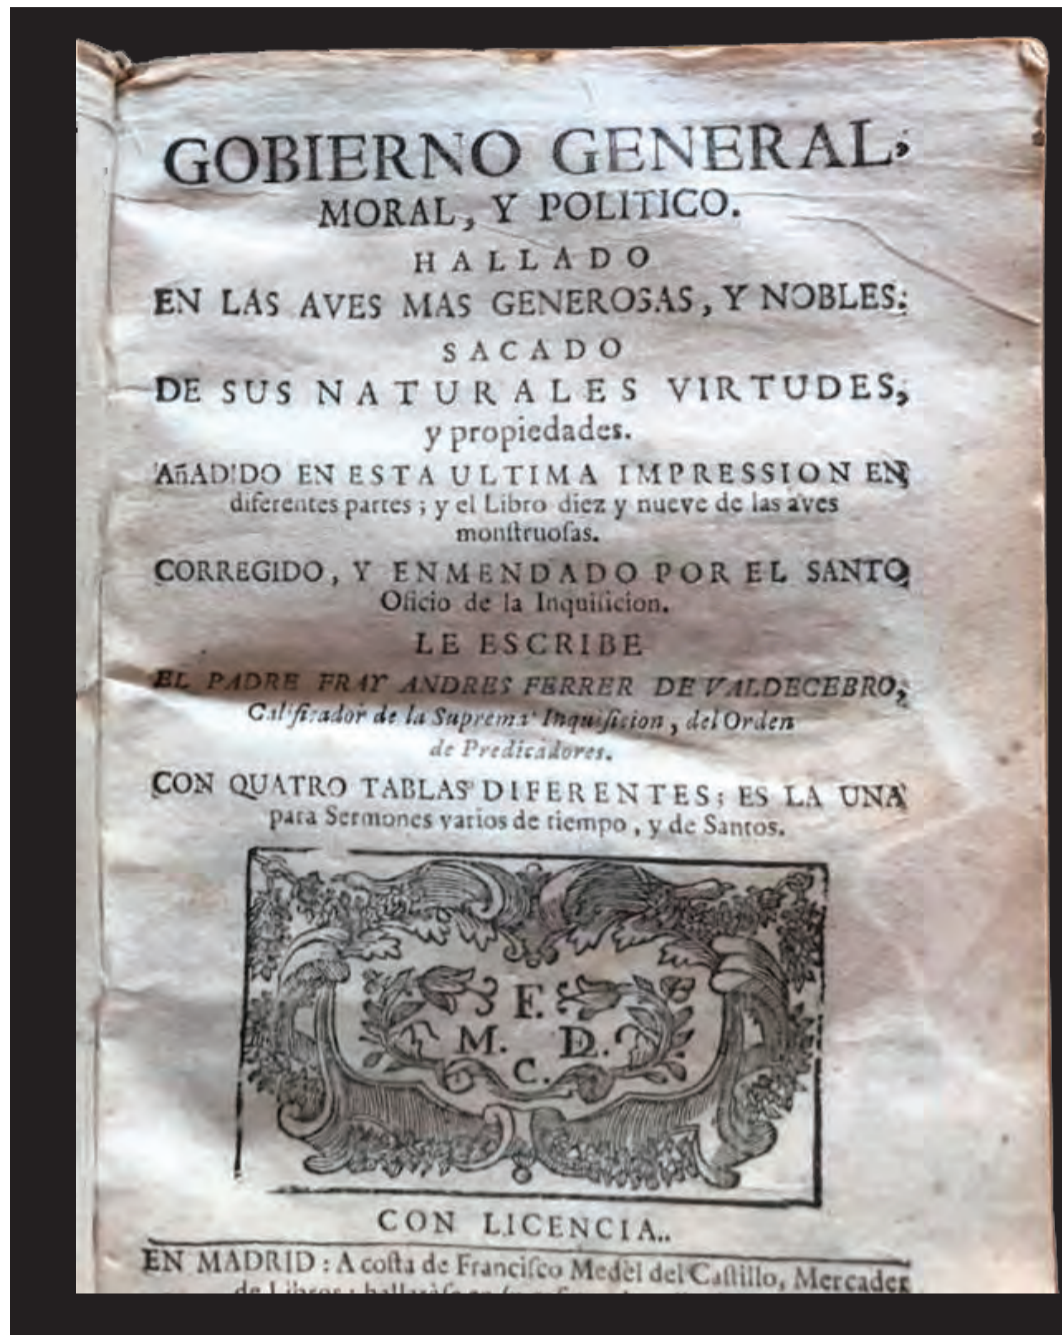 GOBIERNO GENERAL,
MORAL, Y POLITICO.
HALLADO
EN LAS AVES MAS GENEROSAS, Y NOBLES:
SACADO
DE SUS NATURALES VIRTUDES,
y propiedades.
AñADIDO EN ESTA ULTIMA IMPRESSION EN
diferentes partes; y el Libro diez y nueve de las aves
monſtruoſas.
CORREGIDO, Y ENMENDADO POR EL SANTO
Oficio de la Inquiſicion.
LE ESCRIBE
EL PADRE FRAY ANDRES FERRER DE VALDECEBRO,
Calificador de la Suprema Inquiſicion, del Orden
de Predicadores.
CON QUATRO TABLAS DIFERENTES; ES LA UNA
para Sermones varios de tiempo, y de Santos.
F.
M. D.
C.
CON LICENCIA..
EN MADRID: A coſta de Franciſco Medèl del Caſtillo, Mercader
de Libros